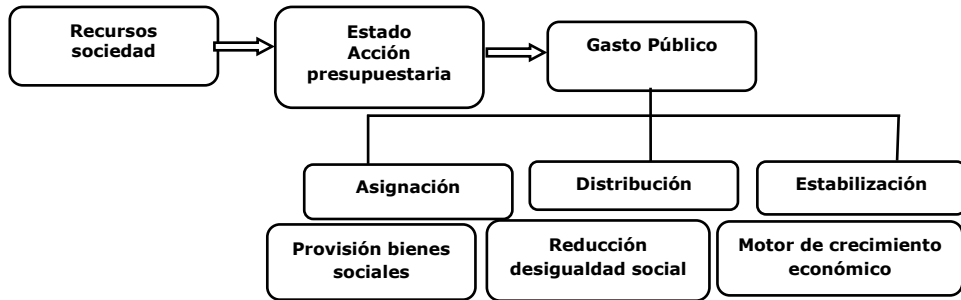 Recursos
sociedad
Estado
Acción
presupuestaria
Gasto Público
Asignación
Distribución
Estabilización
Provisión bienes
sociales
Reducción
desigualdad social
Motor de crecimiento
económico